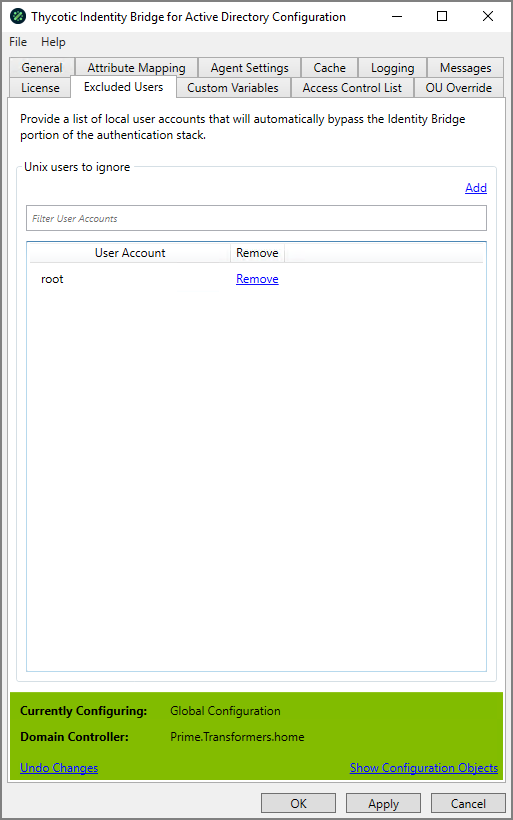 Thycotic Indentity Bridge for Active Directory Configuration
File Help
General Attribute Mapping Agent Settings Cache Logging Messages
License Excluded Users Custom Variables Access Control List OU Override
Provide a list of local user accounts that will automatically bypass the Identity Bridge
portion of the authentication stack.
Unix users to ignore
Add
Filter User Accounts
User Account Remove
root Remove
Currently Configuring: Global Configuration
Domain Controller: Prime.Transformers.home
Undo Changes Show Configuration Objects
OK Apply Cancel